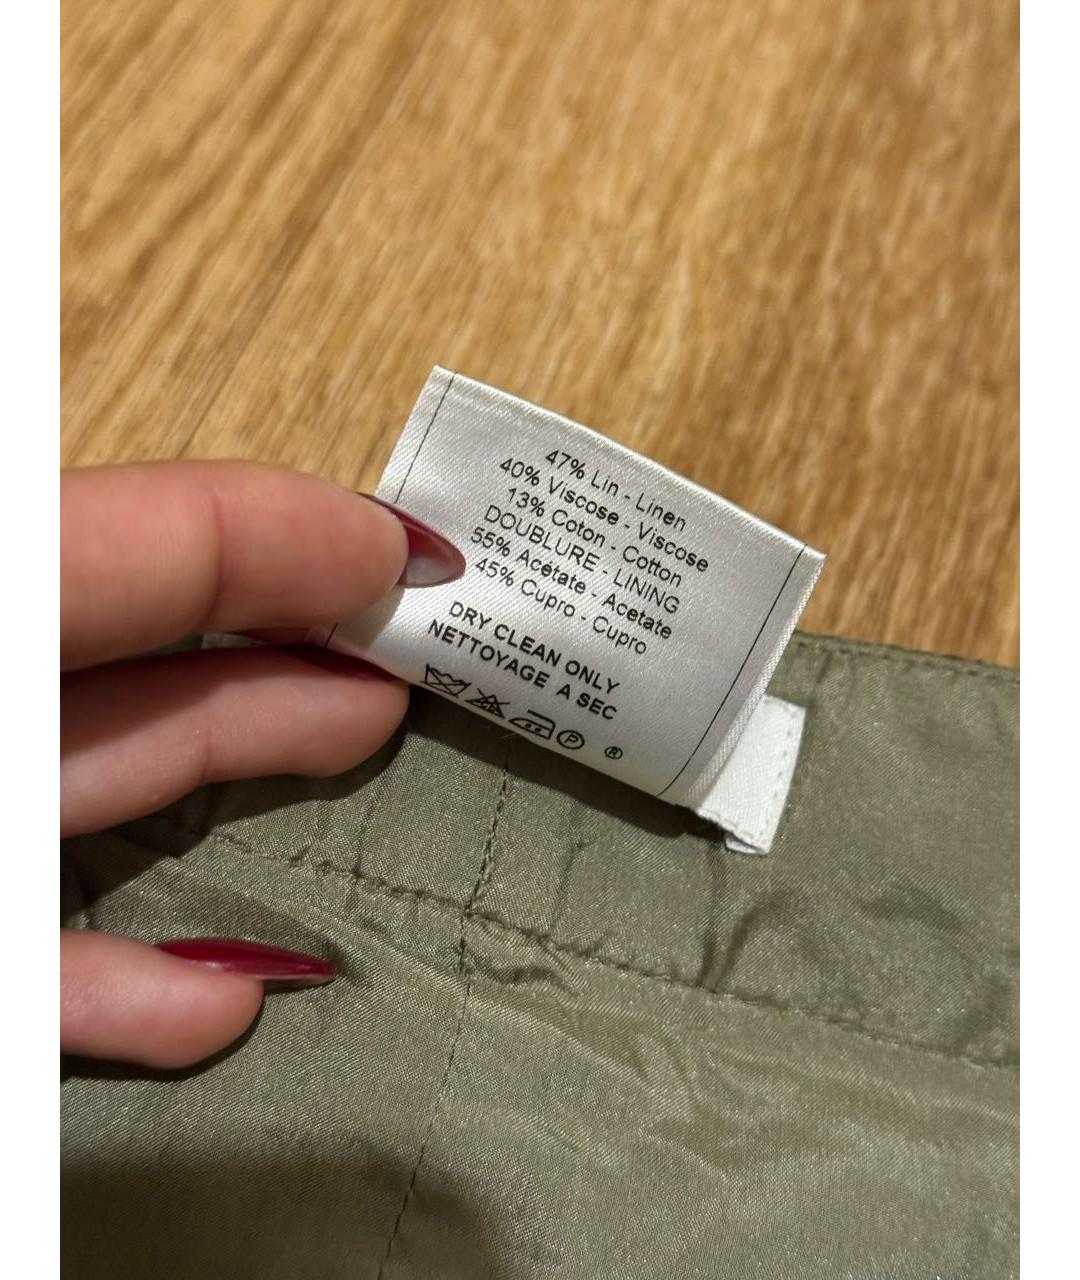 47% Lin - Linen
40% Viscose - Viscose
13% Coton - Cotton
DOUBLURE - LINING
55% Acétate - Acetate
45% Cupro - Cupro
DRY CLEAN ONLY
NETTOYAGE A SEC
P ®